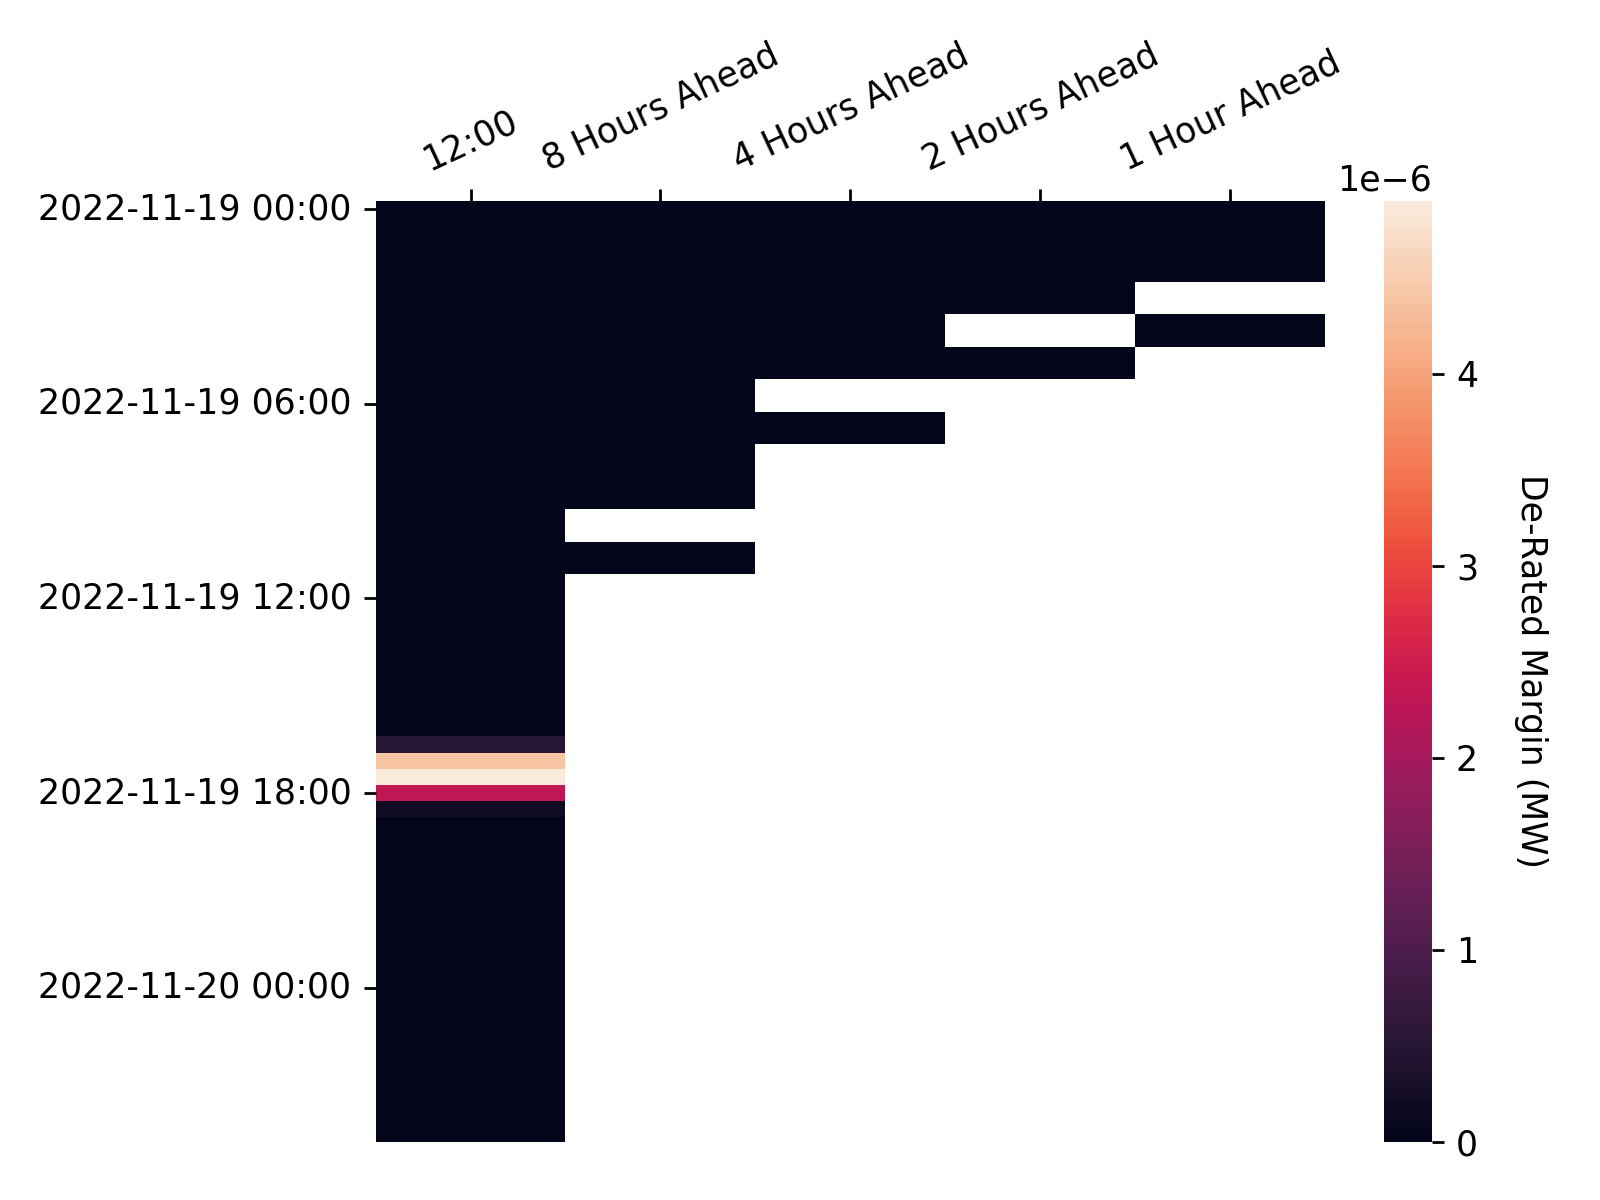 12:00
8 Hours Ahead
4 Hours Ahead
2 Hours Ahead
1 Hour Ahead
1e−6
2022-11-19 00:00
2022-11-19 06:00
2022-11-19 12:00
2022-11-19 18:00
2022-11-20 00:00
4
3
2
1
0
De-Rated Margin (MW)